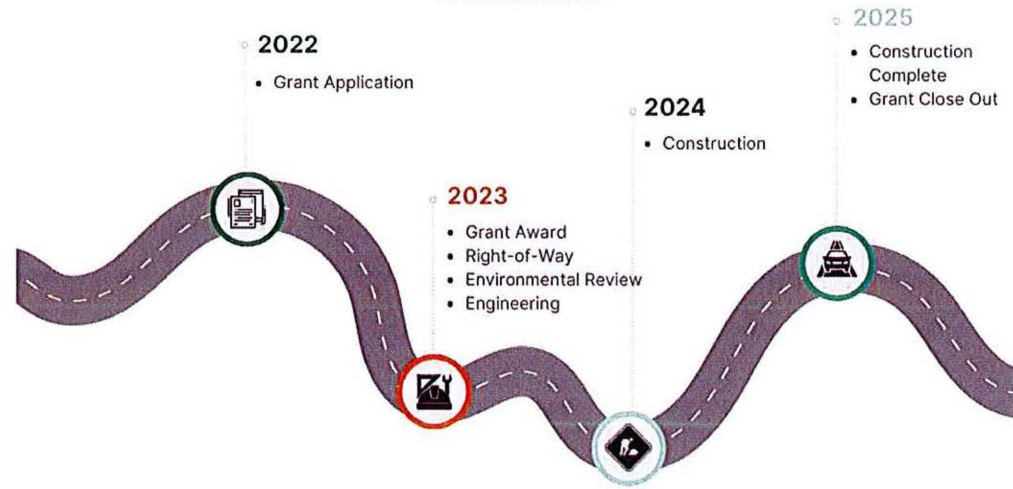 2022
• Grant Application
2023
• Grant Award
• Right-of-Way
• Environmental Review
• Engineering
2024
• Construction
2025
• Construction
Complete
• Grant Close Out